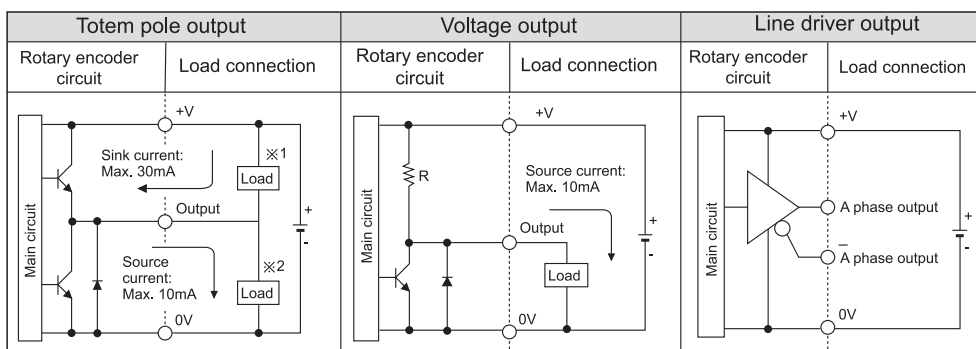 Totem pole output
Voltage output
Line driver output
Rotary encoder
circuit
Load connection
Rotary encoder
circuit
Load connection
Rotary encoder
circuit
Load connection
Main circuit
+V
Sink current:
Max. 30mA
※1
Load
Output
+
-
Source
current:
Max. 10mA
※2
Load
0V
Main circuit
+V
R
Source current:
Max. 10mA
Output
+
-
Load
0V
Main circuit
+V
A phase output
+
-
A̅ phase output
0V